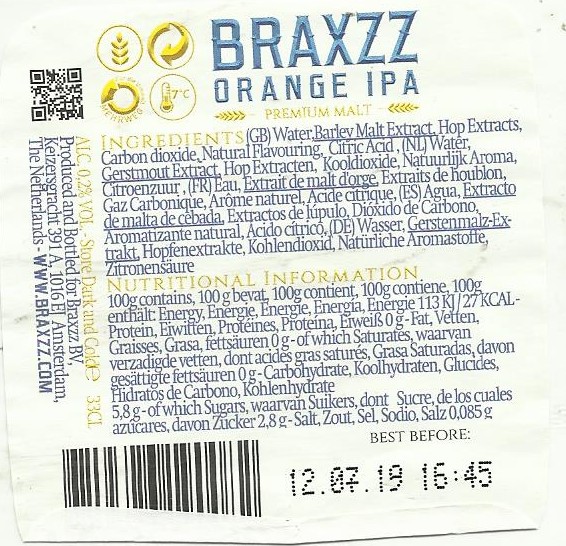 BRAXZZ
ORANGE IPA
PREMIUM MALT
7°C
MEHRWEG
INGREDIENTS (GB) Water,Barley Malt Extract, Hop Extracts,
Carbon dioxide, Natural Flavouring, Citric Acid , (NL) Water,
Gerstmout Extract, Hop Extracten, Kooldioxide, Natuurlijk Aroma,
Citroenzuur , (FR) Eau, Extrait de malt d'orge, Extraits de houblon,
Gaz Carbonique, Arôme naturel, Acide citrique, (ES) Agua, Extracto
de malta de cebada, Extractos de lúpulo, Dióxido de Carbono,
Aromatizante natural, Acido cítrico, (DE) Wasser, Gerstenmalz-Ex-
trakt, Hopfenextrakte, Kohlendioxid, Natürliche Aromastoffe,
Zitronensäure
NUTRITIONAL INFORMATION
100g contains, 100 g bevat, 100g contient, 100g contiene, 100g
enthält: Energy, Energie, Énergie, Energia, Energie 113 KJ / 27 KCAL -
Protein, Eiwitten, Protéines, Proteína, Eiweiß 0 g - Fat, Vetten,
Graisses, Grasa, fettsäuren 0 g - of which Saturates, waarvan
verzadigde vetten, dont acides gras saturés, Grasa Saturadas, davon
gesättigte fettsäuren 0 g - Carbohydrate, Koolhydraten, Glucides,
Hidratos de Carbono, Kohlenhydrate
5,8 g - of which Sugars, waarvan Suikers, dont Sucre, de los cuales
azúcares, davon Zucker 2,8 g - Salt, Zout, Sel, Sodio, Salz 0,085 g
BEST BEFORE:
12.07.19 16:45
ALC. 0,2% VOL - Store Dark and Cold ℮ 33CL
Produced and Bottled for Braxzz BV,
Keizersgracht 391 A, 1016 EJ Amsterdam,
The Netherlands - WWW.BRAXZZ.COM